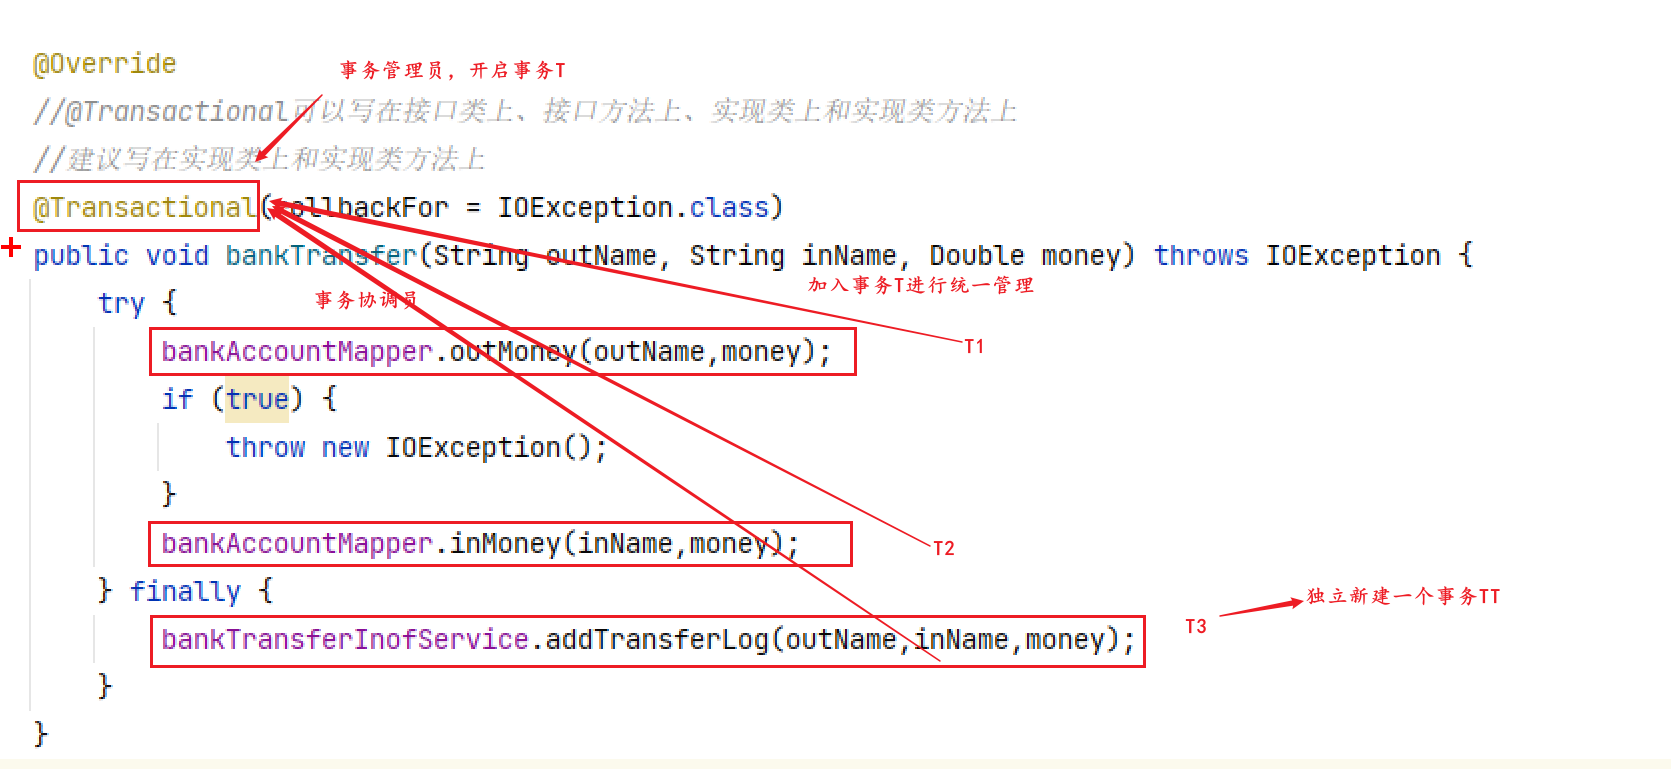 @Override
事务管理员，开启事务T
//@Transactional可以写在接口类上、接口方法上、实现类上和实现类方法上
//建议写在实现类上和实现类方法上
@Transactional(rollbackFor = IOException.class)
public void bankTransfer(String outName, String inName, Double money) throws IOException {
加入事务T进行统一管理
try {
事务协调员
bankAccountMapper.outMoney(outName,money);
T1
if (true) {
throw new IOException();
}
bankAccountMapper.inMoney(inName,money);
T2
} finally {
独立新建一个事务TT
T3
bankTransferInofService.addTransferLog(outName,inName,money);
}
}